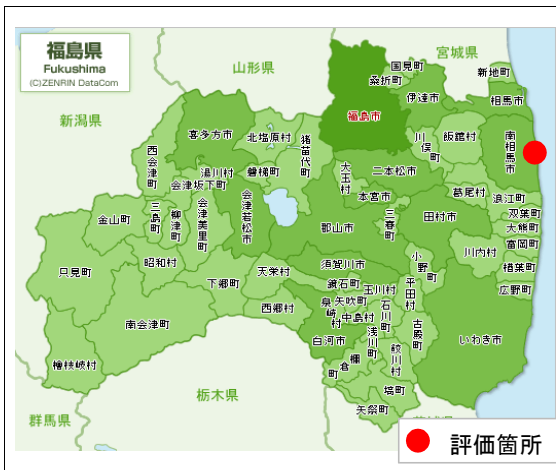 福島県
Fukushima
(C)ZENRIN DataCom
山形県
宮城県
新潟県
国見町
桑折町
新地町
伊達市
相馬市
福島市
喜多方市
北塩原村
猪苗代町
川俣町
飯舘村
南相馬市
西会津町
湯川村
磐梯町
会津坂下町
大玉村
二本松市
本宮市
葛尾村
浪江町
双葉町
大熊町
富岡町
楢葉町
広野町
金山町
三島町
柳津町
会津美里町
会津若松市
郡山市
三春町
田村市
川内村
小野町
只見町
昭和村
下郷町
天栄村
須賀川市
鏡石町
玉川村
平田村
西郷村
泉崎村
矢吹町
中島村
石川町
浅川町
古殿町
いわき市
南会津町
白河市
棚倉町
鮫川村
塙町
矢祭町
檜枝岐村
栃木県
群馬県
評価箇所